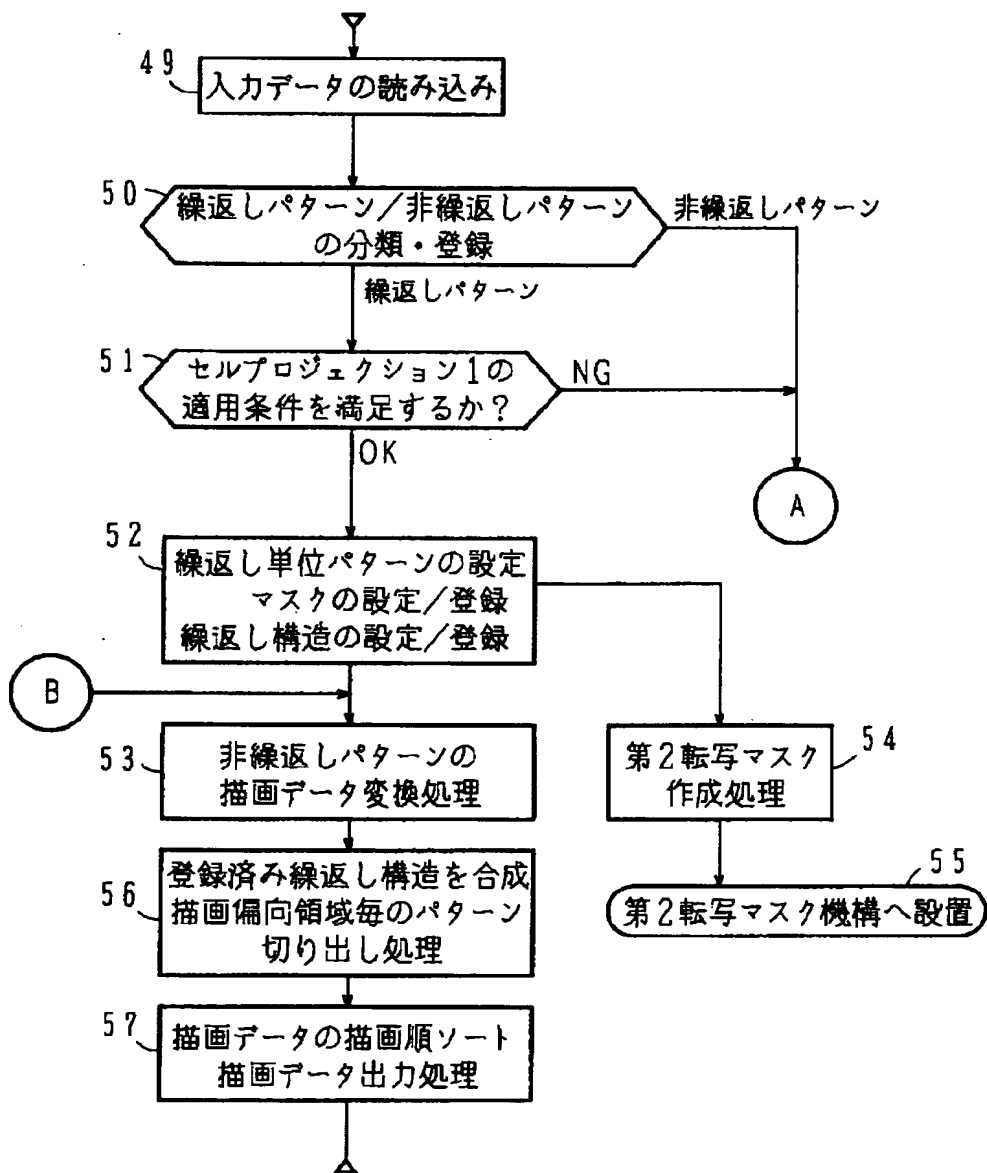 49
入力データの読み込み
50
繰返しパターン/非繰返しパターン
の分類・登録
非繰返しパターン
繰返しパターン
51
セルプロジェクション1の
適用条件を満足するか?
NG
OK
A
52
繰返し単位パターンの設定
マスクの設定/登録
繰返し構造の設定/登録
B
53
非繰返しパターンの
描画データ変換処理
54
第2転写マスク
作成処理
55
第2転写マスク機構へ設置
56
登録済み繰返し構造を合成
描画偏向領域毎のパターン
切り出し処理
57
描画データの描画順ソート
描画データ出力処理